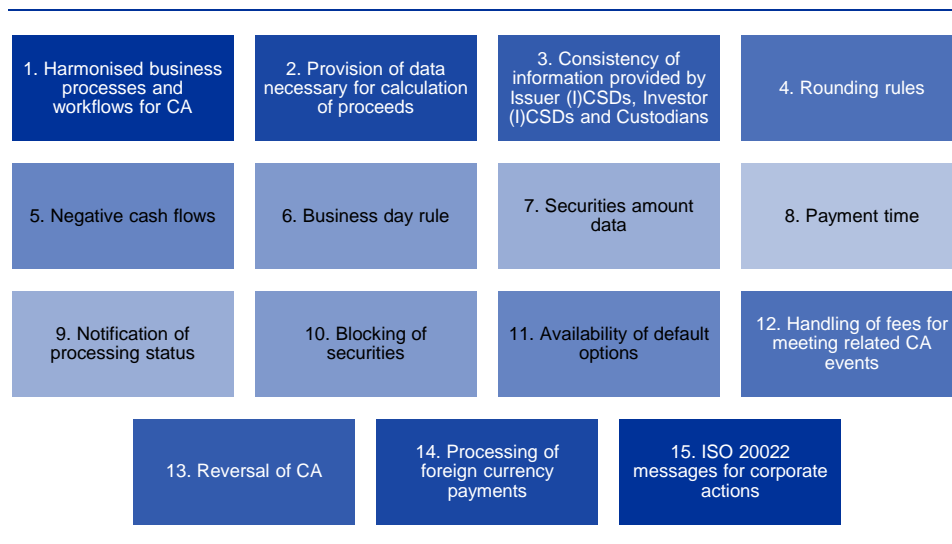 1. Harmonised business
processes and
workflows for CA
2. Provision of data
necessary for calculation
of proceeds
3. Consistency of
information provided by
Issuer (I)CSDs, Investor
(I)CSDs and Custodians
4. Rounding rules
5. Negative cash flows
6. Business day rule
7. Securities amount
data
8. Payment time
9. Notification of
processing status
10. Blocking of
securities
11. Availability of default
options
12. Handling of fees for
meeting related CA
events
13. Reversal of CA
14. Processing of
foreign currency
payments
15. ISO 20022
messages for corporate
actions